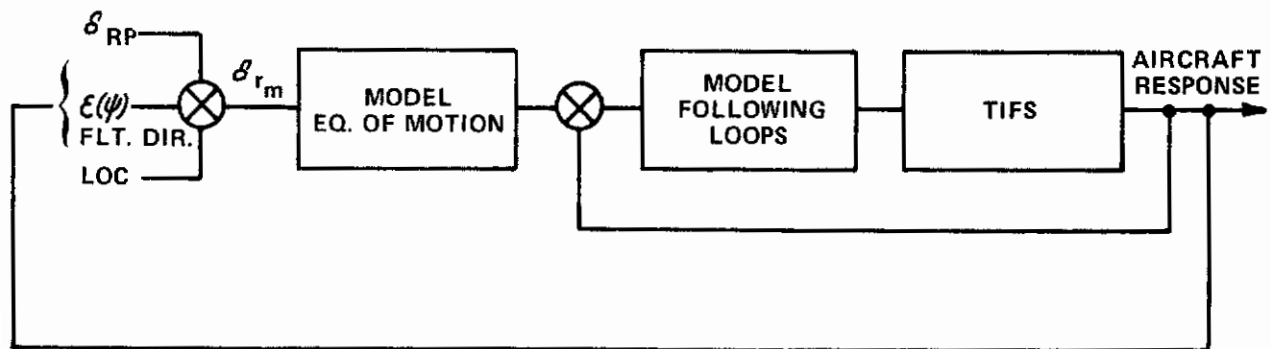 δRP
ε(ψ)
FLT. DIR.
LOC
δrm
MODEL
EQ. OF MOTION
MODEL
FOLLOWING
LOOPS
TIFS
AIRCRAFT
RESPONSE